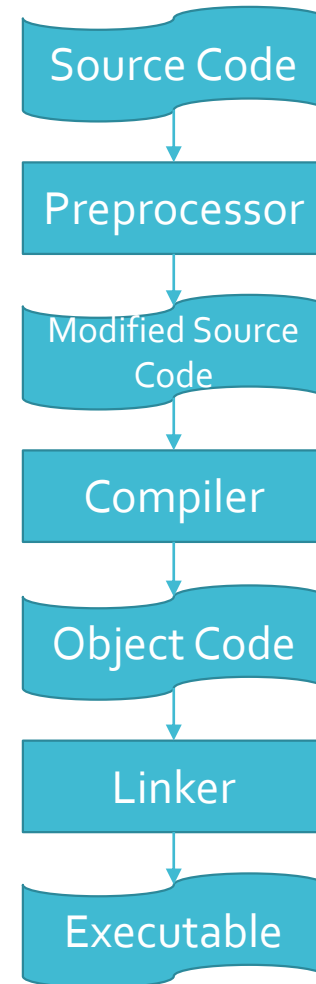 Source Code
Preprocessor
Modified Source
Code
Compiler
Object Code
Linker
Executable